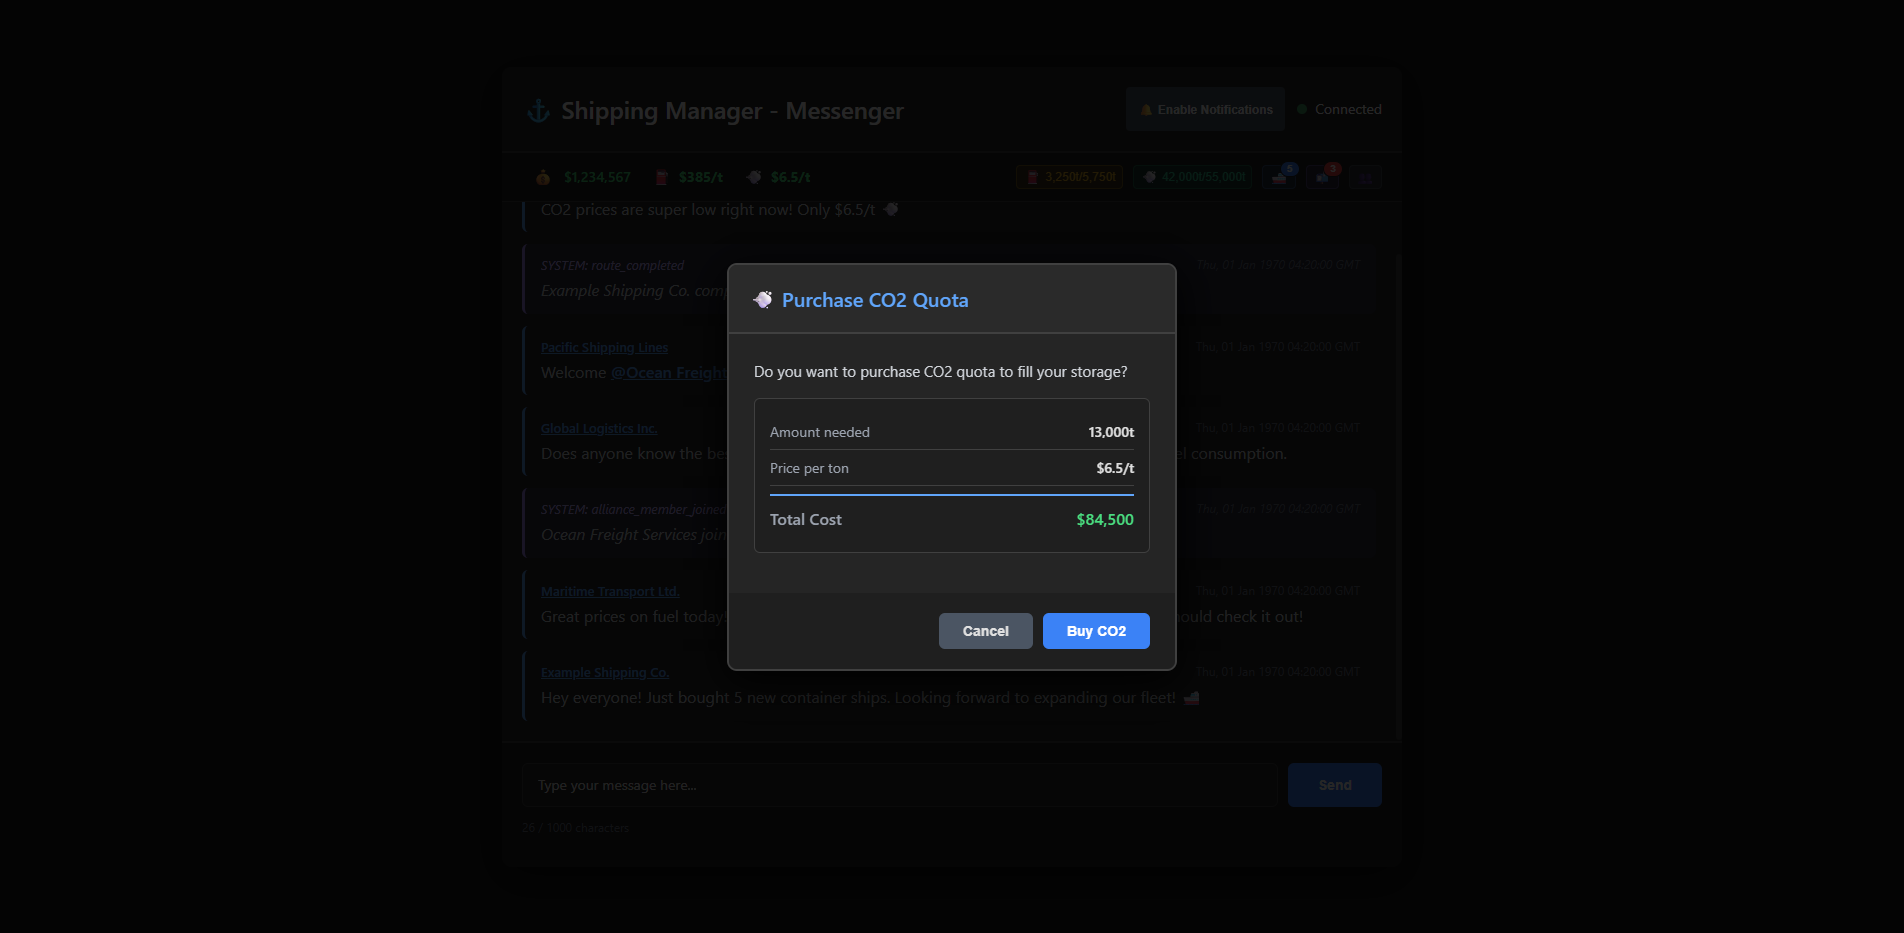 Shipping Manager - Messenger
Enable Notifications
Connected
$1,234,567
$385/t
$6.5/t
3,250t/5,750t
42,000t/55,000t
5
3
CO2 prices are super low right now! Only $6.5/t
SYSTEM: route_completed
Thu, 01 Jan 1970 04:20:00 GMT
Example Shipping Co. comp
Pacific Shipping Lines
Thu, 01 Jan 1970 04:20:00 GMT
Welcome @Ocean Freight
Global Logistics Inc.
Thu, 01 Jan 1970 04:20:00 GMT
Does anyone know the bes
el consumption.
SYSTEM: alliance_member_joined
Thu, 01 Jan 1970 04:20:00 GMT
Ocean Freight Services join
Maritime Transport Ltd.
Thu, 01 Jan 1970 04:20:00 GMT
Great prices on fuel today!
ould check it out!
Example Shipping Co.
Thu, 01 Jan 1970 04:20:00 GMT
Hey everyone! Just bought 5 new container ships. Looking forward to expanding our fleet!
Type your message here...
Send
26 / 1000 characters
Purchase CO2 Quota
Do you want to purchase CO2 quota to fill your storage?
Amount needed
13,000t
Price per ton
$6.5/t
Total Cost
$84,500
Cancel
Buy CO2